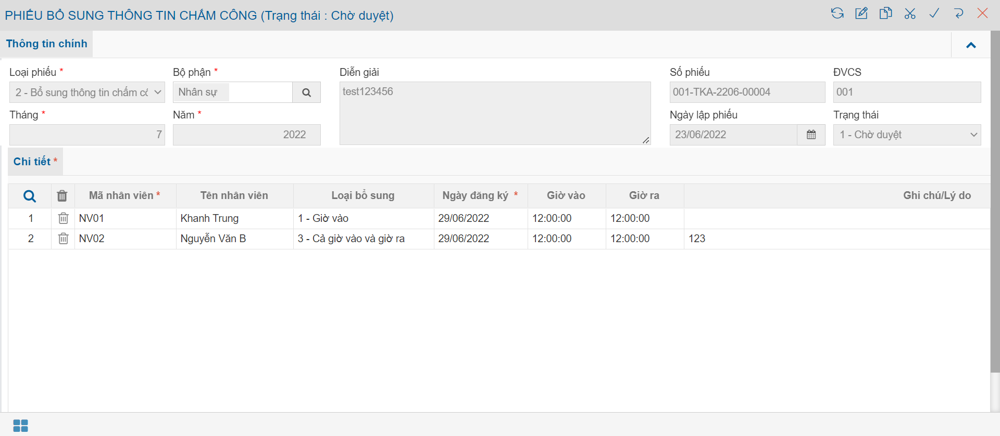 PHIẾU BỔ SUNG THÔNG TIN CHẤM CÔNG (Trạng thái : Chờ duyệt)
Thông tin chính
Loại phiếu * Bộ phận * Diễn giải Số phiếu ĐVCS
2 - Bổ sung thông tin chấm Nhân sự test123456 001-TKA-2206-00004 001
Tháng * Năm * Ngày lập phiếu Trạng thái
7 2022 23/06/2022 1 - Chờ duyệt
Chi tiết *
Mã nhân viên * Tên nhân viên Loại bổ sung Ngày đăng ký * Giờ vào Giờ ra Ghi chú/Lý do
1 NV01 Khanh Trung 1 - Giờ vào 29/06/2022 12:00:00 12:00:00
2 NV02 Nguyễn Văn B 3 - Cả giờ vào và giờ ra 29/06/2022 12:00:00 12:00:00 123